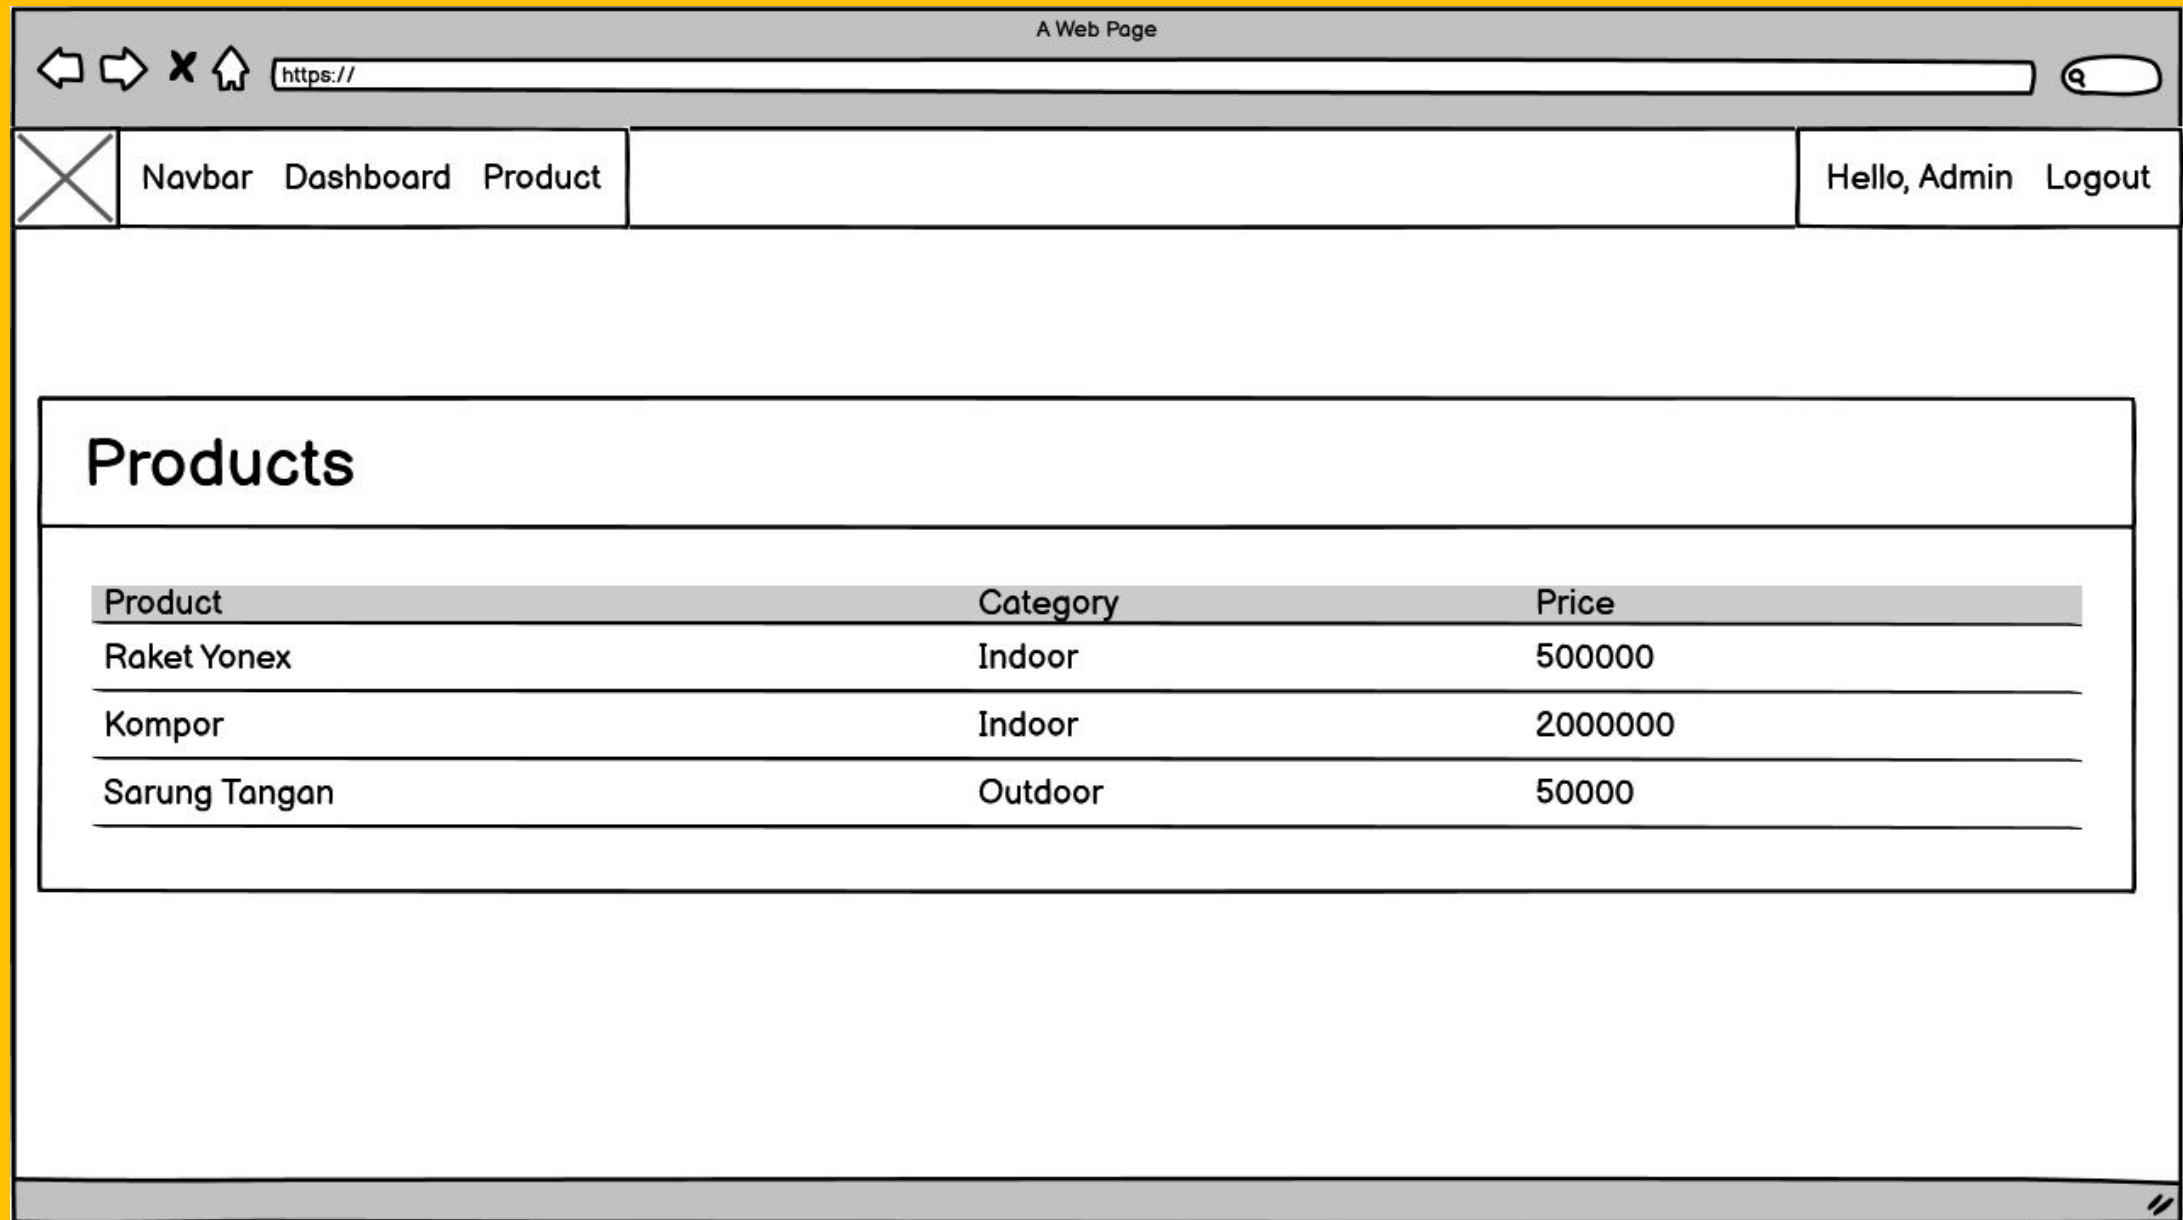 A Web Page
https://
Navbar Dashboard Product Hello, Admin Logout
Products
Product Category Price
Raket Yonex Indoor 500000
Kompor Indoor 2000000
Sarung Tangan Outdoor 50000